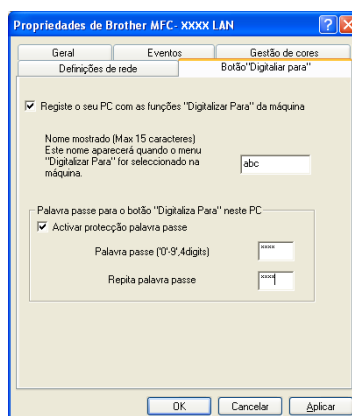 Propriedades de Brother MFC- XXXX LAN
Geral Eventos Gestão de cores
Definições de rede Botão"Digitaliar para"
Registe o seu PC com as funções "Digitalizar Para" da máquina
Nome mostrado (Max 15 caracteres)
Este nome aparecerá quando o menu
"Digitalizar Para" for seleccionado na
máquina.
abc
Palavra passe para o botão "Digitaliza Para" neste PC
Activar protecção palavra passe
Palavra passe ('0'-'9',4digits) ****
Repita palavra passe ****
OK Cancelar Aplicar